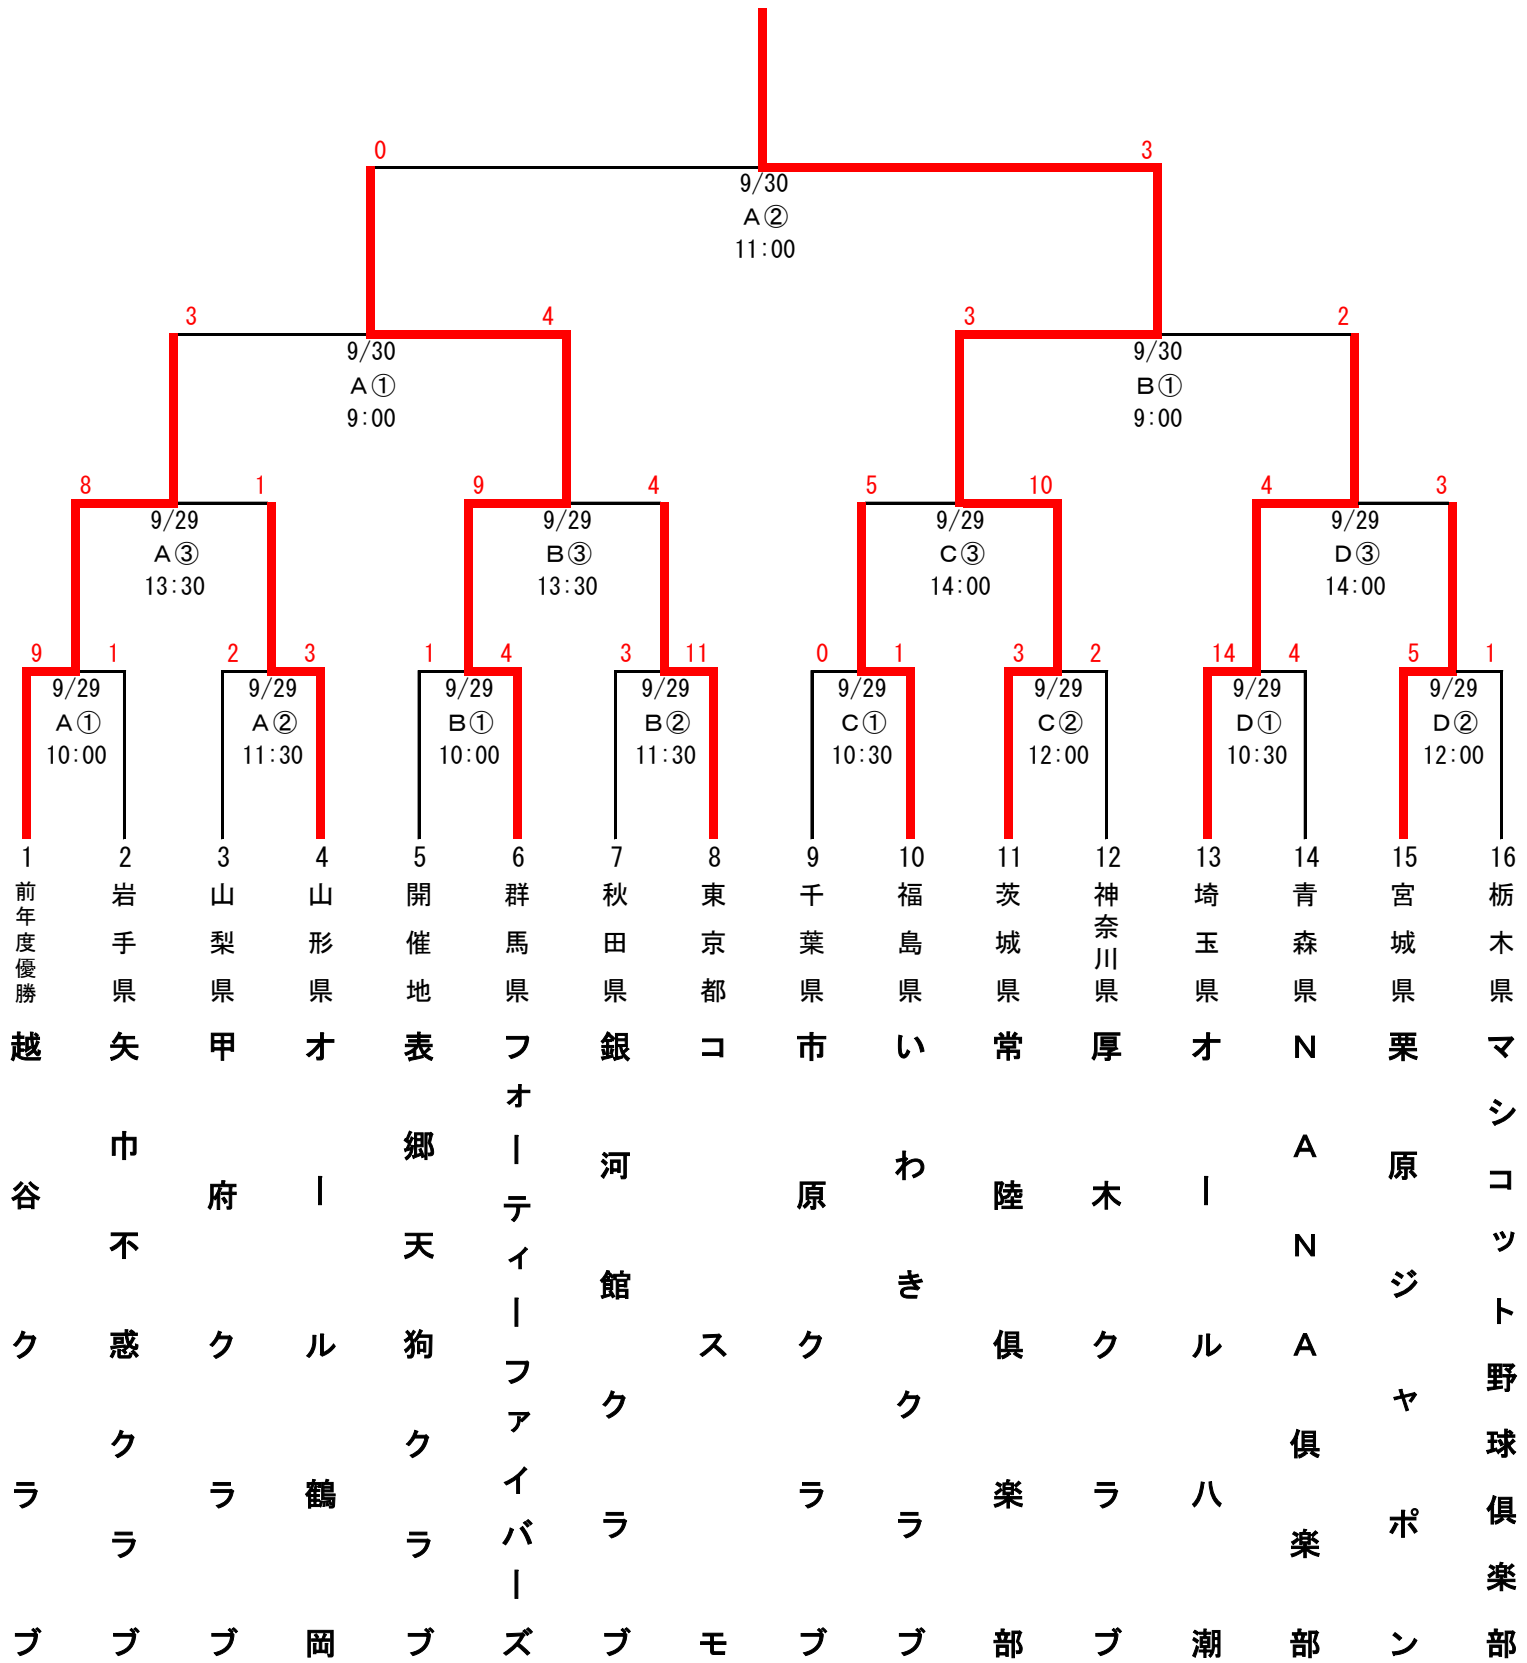 0 3
9/30
A②
11:00
3 4 3 2
9/30 9/30
A① B①
9:00 9:00
8 1 9 4 5 10 4 3
9/29 9/29 9/29 9/29
A③ B③ C③ D③
13:30 13:30 14:00 14:00
9 1 2 3 1 4 3 11 0 1 3 2 14 4 5 1
9/29 9/29 9/29 9/29 9/29 9/29 9/29 9/29
A① A② B① B② C① C② D① D②
10:00 11:30 10:00 11:30 10:30 12:00 10:30 12:00
1 2 3 4 5 6 7 8 9 10 11 12 13 14 15 16
前年度優勝
岩手県
山梨県
山形県
開催地
群馬県
秋田県
東京都
千葉県
福島県
茨城県
神奈川県
埼玉県
青森県
宮城県
栃木県
越谷クラブ
矢巾不惑クラブ
甲府クラブ
オール鶴岡
表郷天狗クラブ
フォーティーファイバーズ
銀河館クラブ
コスモ
市原クラブ
いわきクラブ
常陸倶楽部
厚木クラブ
オール八潮
NANA倶楽部
栗原ジャポン
マシコット野球倶楽部